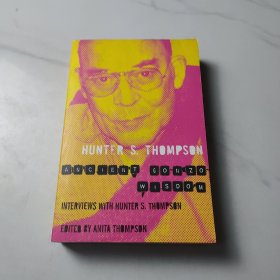 HUNTER S. THOMPSON
ANCIENT GONZO
WISDOM
INTERVIEWS WITH HUNTER S. THOMPSON
EDITED BY ANITA THOMPSON